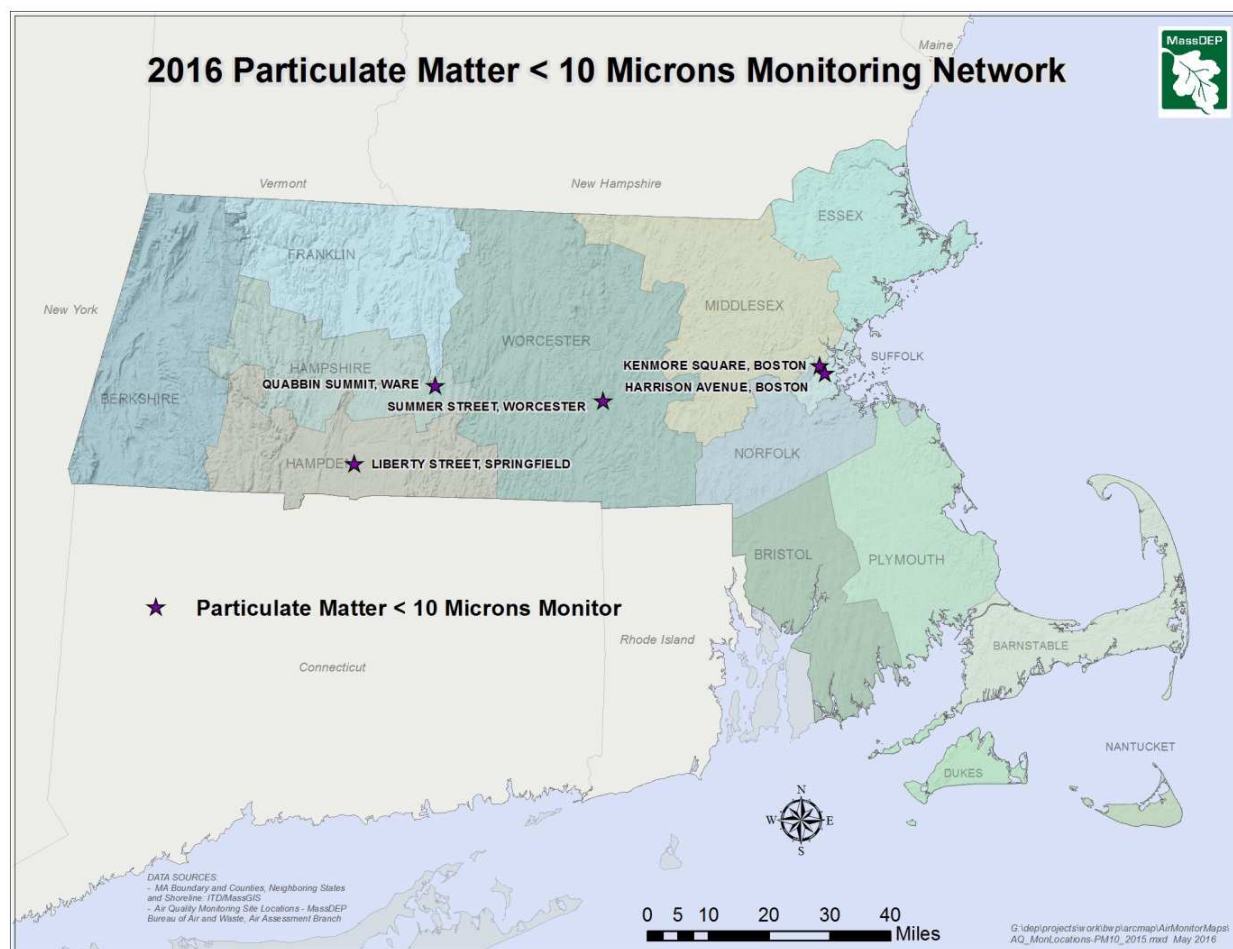 Maine
MassDEP
2016 Particulate Matter < 10 Microns Monitoring Network
Vermont
New Hampshire
ESSEX
FRANKLIN
New York
MIDDLESEX
WORCESTER
SUFFOLK
HAMPSHIRE
KENMORE SQUARE, BOSTON
QUABBIN SUMMIT, WARE
HARRISON AVENUE, BOSTON
BERKSHIRE
SUMMER STREET, WORCESTER
NORFOLK
HAMPDE
LIBERTY STREET, SPRINGFIELD
BRISTOL
PLYMOUTH
Particulate Matter < 10 Microns Monitor
Rhode Island
BARNSTABLE
Connecticut
NANTUCKET
DUKES
N
W E
S
DATA SOURCES:
- MA Boundary and Counties, Neighboring States
and Shoreline: ITD/MassGIS
- Air Quality Monitoring Site Locations - MassDEP
Bureau of Air and Waste, Air Assessment Branch
0 5 10 20 30 40
Miles
G:\dep\projects\work\bwp\arcmap\AirMonitorMaps\
AQ_MonLocations-PM10_2015.mxd May 2016